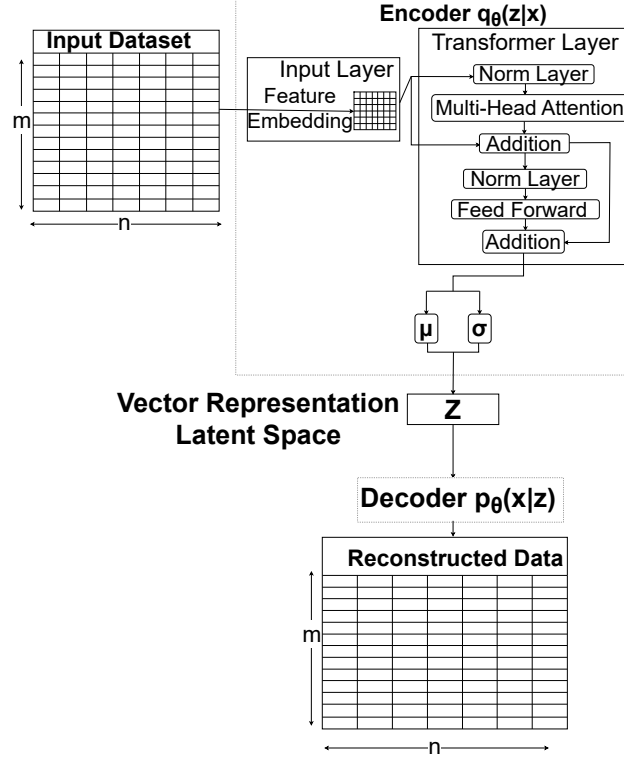 Encoder qθ(z|x)
Input Dataset
m
n
Input Layer
Feature
Embedding
Transformer Layer
Norm Layer
Multi-Head Attention
Addition
Norm Layer
Feed Forward
Addition
μ
σ
Vector Representation
Latent Space
Z
Decoder pθ(x|z)
Reconstructed Data
m
n